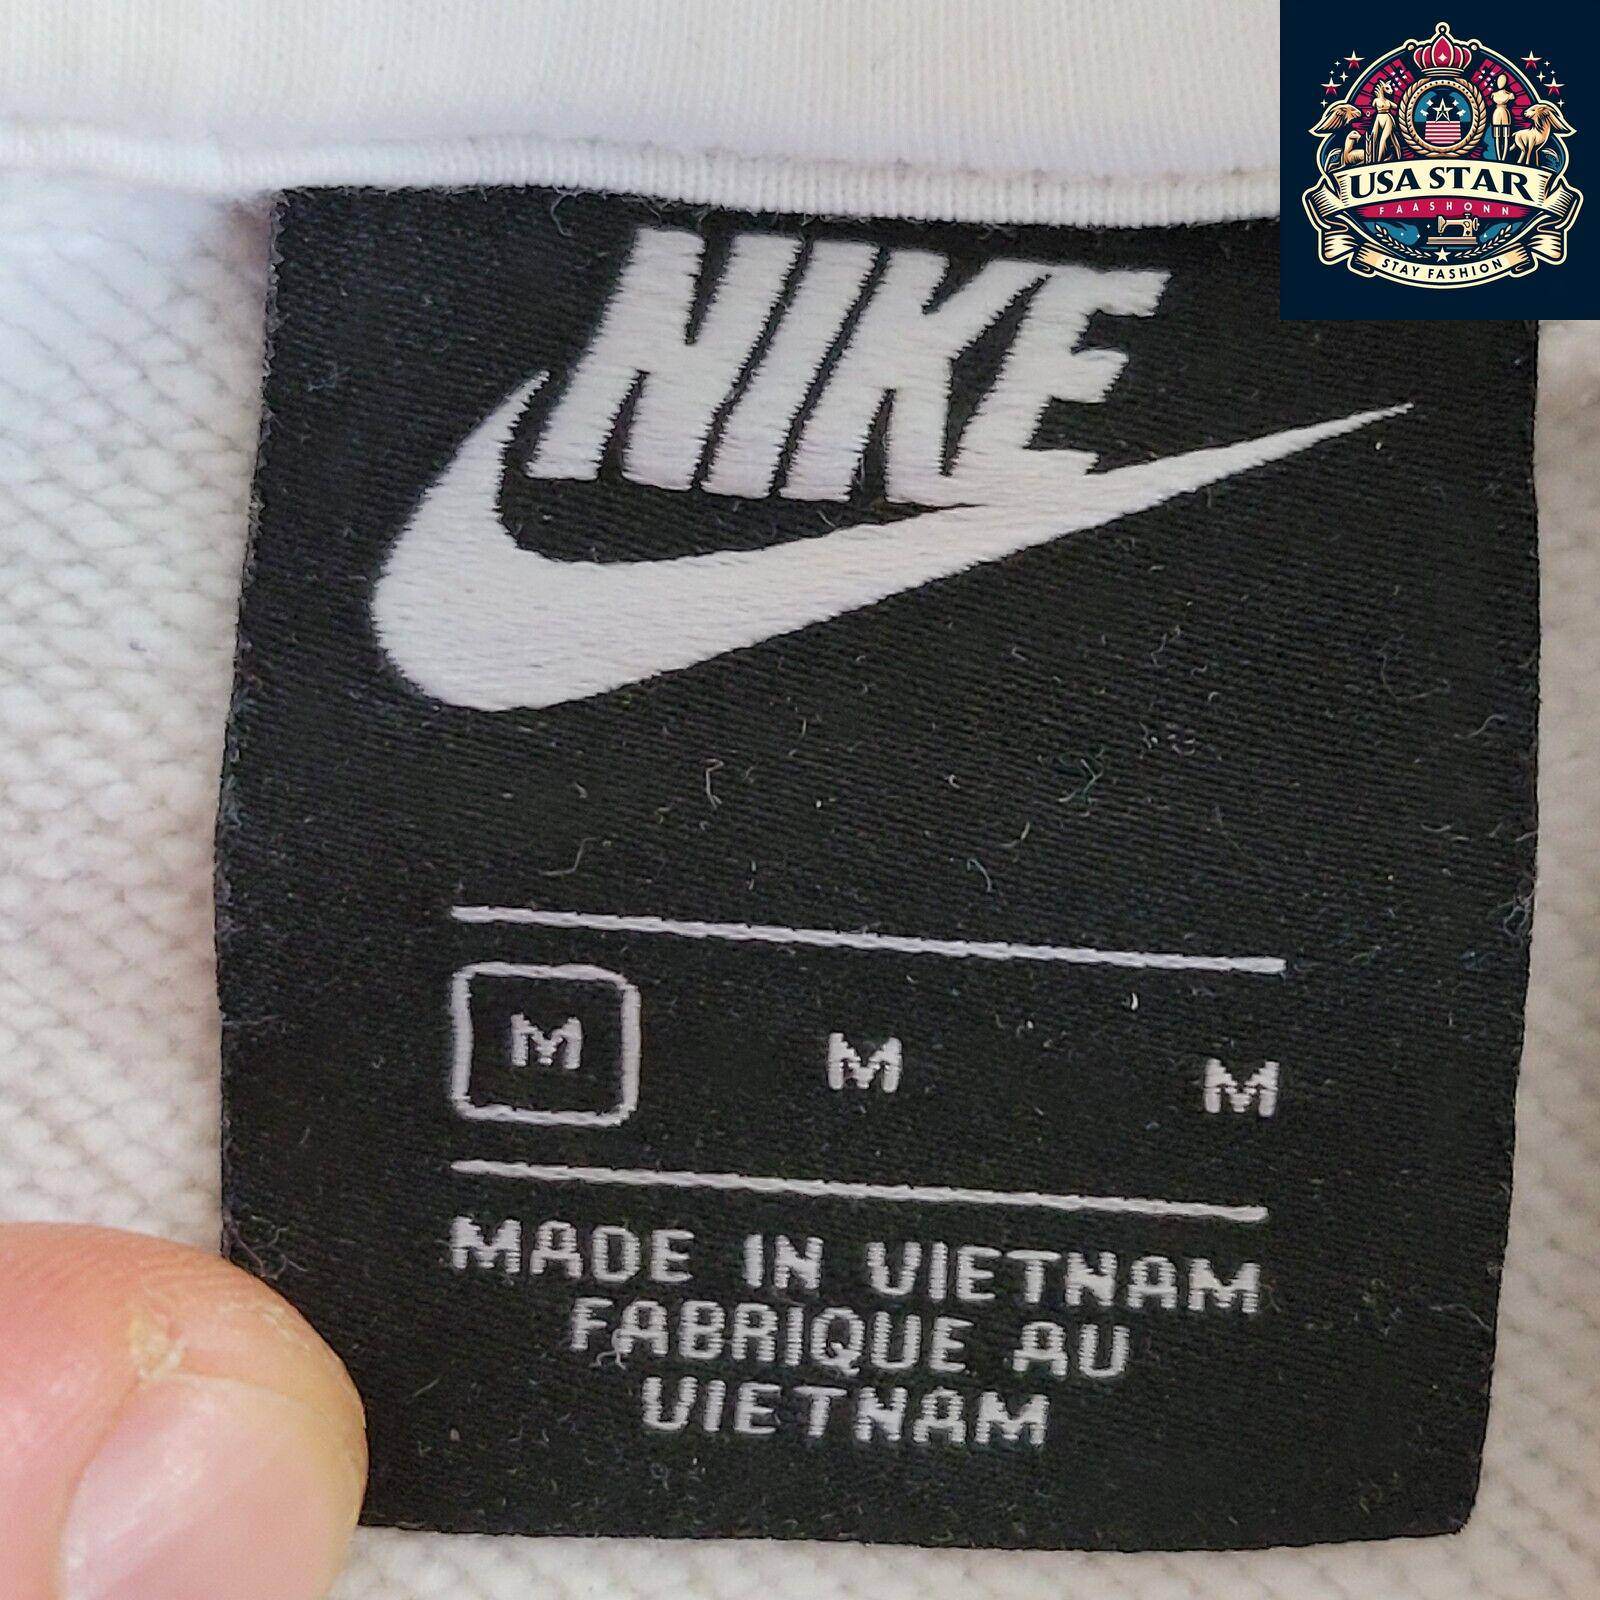 USA STAR
FAASHONN
STAY FASHION
NIKE
M M M
MADE IN VIETNAM
FABRIQUE AU
VIETNAM